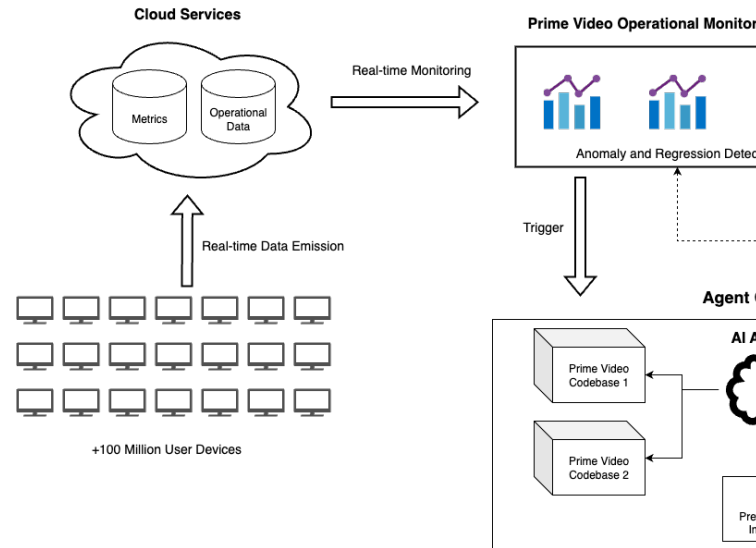 Cloud Services
Prime Video Operational Monitor
Real-time Monitoring
Metrics
Operational
Data
Anomaly and Regression Detec
Trigger
Real-time Data Emission
Agent
AI A
Prime Video
Codebase 1
Prime Video
Codebase 2
+100 Million User Devices
Pre
In